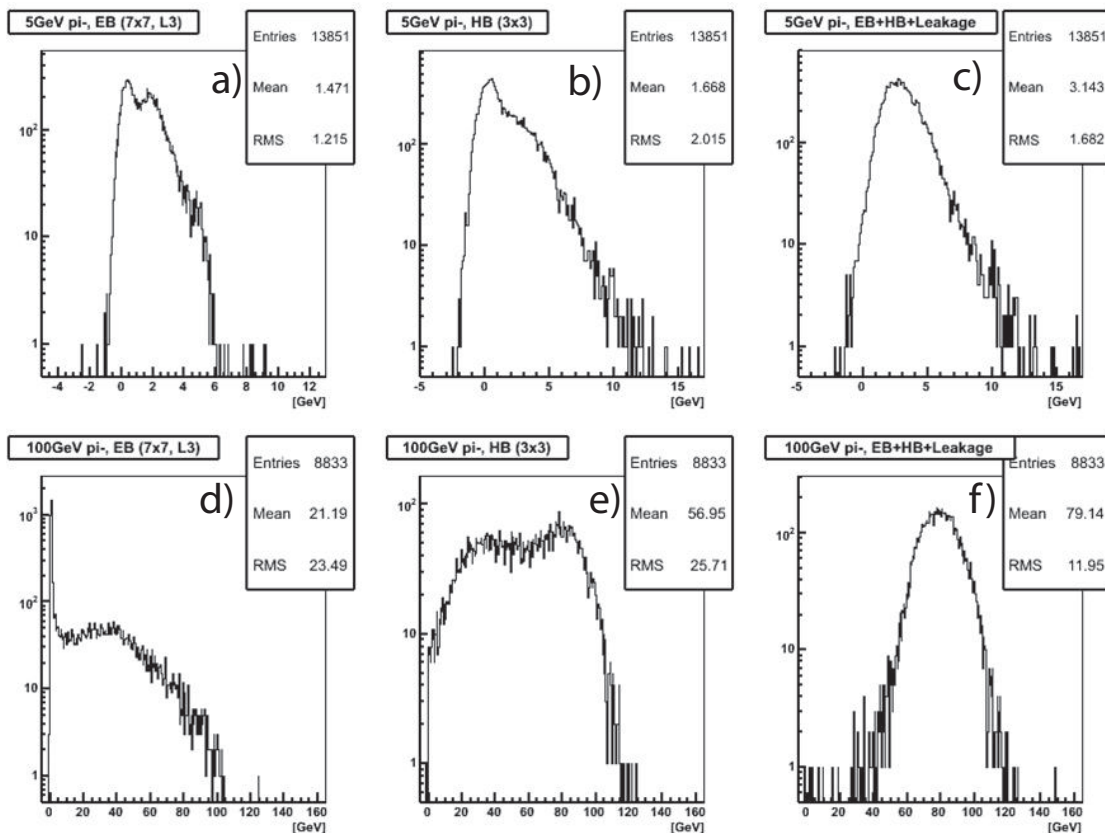 5GeV pi-, EB (7x7, L3)
Entries 13851
Mean 1.471
RMS 1.215
a)
10²
10
1
-4 -2 0 2 4 6 8 10 12
[GeV]
5GeV pi-, HB (3x3)
Entries 13851
Mean 1.668
RMS 2.015
b)
10²
10
1
-5 0 5 10 15
[GeV]
5GeV pi-, EB+HB+Leakage
Entries 13851
Mean 3.143
RMS 1.682
c)
10²
10
1
-5 0 5 10 15
[GeV]
100GeV pi-, EB (7x7, L3)
Entries 8833
Mean 21.19
RMS 23.49
d)
10³
10²
10
1
0 20 40 60 80 100 120 140 160
[GeV]
100GeV pi-, HB (3x3)
Entries 8833
Mean 56.95
RMS 25.71
e)
10²
10
1
0 20 40 60 80 100 120 140 160
[GeV]
100GeV pi-, EB+HB+Leakage
Entries 8833
Mean 79.14
RMS 11.95
f)
10²
10
1
0 20 40 60 80 100 120 140 160
[GeV]